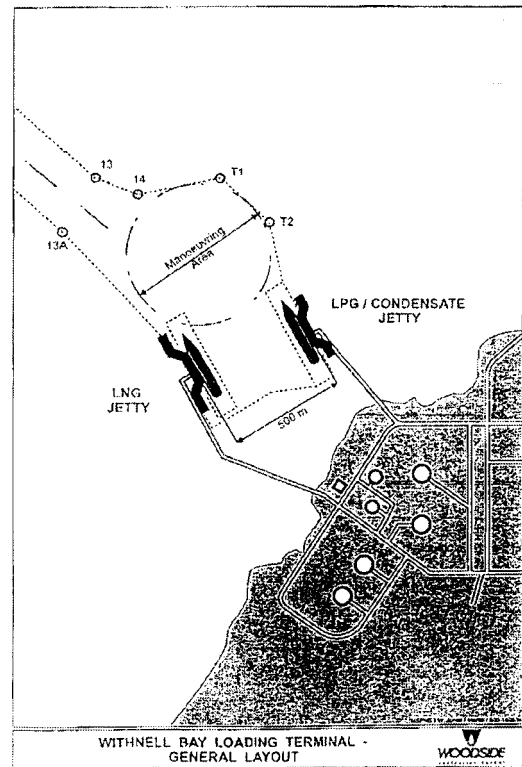 13
14
T1
T2
13A
Manoeuvring
Area
LPG / CONDENSATE
JETTY
LNG
JETTY
500 m
WITHNELL BAY LOADING TERMINAL -
GENERAL LAYOUT
WOODSIDE